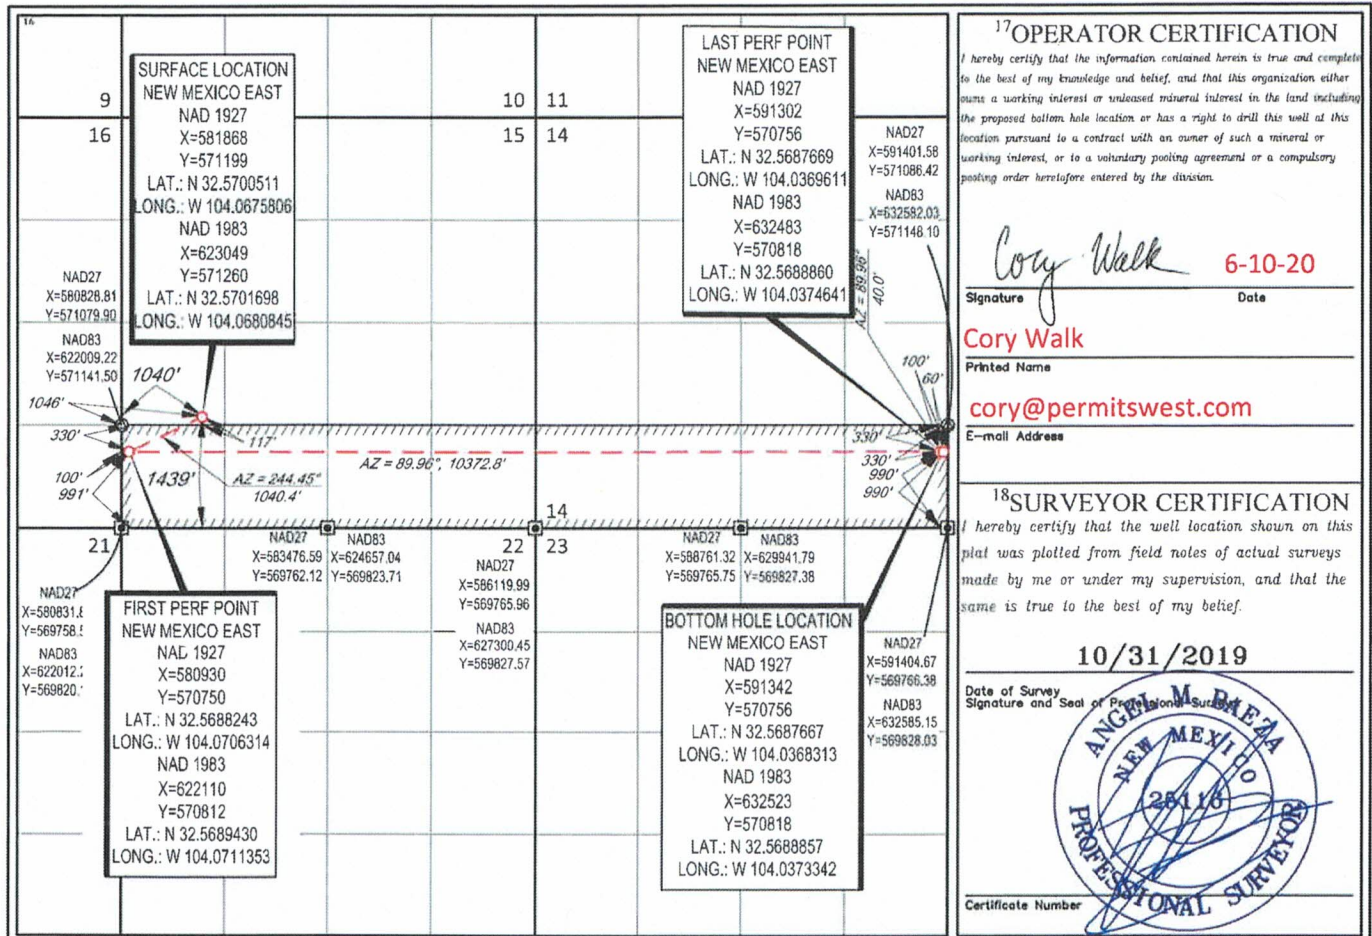 16
9
10
11
16
15
14
SURFACE LOCATION
NEW MEXICO EAST
NAD 1927
X=581868
Y=571199
LAT.: N 32.5700511
LONG.: W 104.0675806
NAD 1983
X=623049
Y=571260
LAT.: N 32.5701698
LONG.: W 104.0680845
LAST PERF POINT
NEW MEXICO EAST
NAD 1927
X=591302
Y=570756
LAT.: N 32.5687669
LONG.: W 104.0369611
NAD 1983
X=632483
Y=570818
LAT.: N 32.5688860
LONG.: W 104.0374641
NAD27
X=591401.58
Y=571086.42
NAD83
X=632582.03
Y=571148.10
AZ = 89.96°
40.0'
NAD27
X=580828.81
Y=571079.90
NAD83
X=622009.22
Y=571141.50
1040'
1046'
330'
117'
100'
991'
1439'
AZ = 244.45°
1040.4'
AZ = 89.96°, 10372.8'
100'
60'
330'
330'
990'
990'
14
21
22
23
NAD27
X=583476.59
Y=569762.12
NAD83
X=624657.04
Y=569823.71
NAD27
X=586119.99
Y=569765.96
NAD83
X=627300.45
Y=569827.57
NAD27
X=588761.32
Y=569765.75
NAD83
X=629941.79
Y=569827.38
NAD27
X=580831.
Y=569758.
NAD83
X=622012.
Y=569820.
FIRST PERF POINT
NEW MEXICO EAST
NAD 1927
X=580930
Y=570750
LAT.: N 32.5688243
LONG.: W 104.0706314
NAD 1983
X=622110
Y=570812
LAT.: N 32.5689430
LONG.: W 104.0711353
BOTTOM HOLE LOCATION
NEW MEXICO EAST
NAD 1927
X=591342
Y=570756
LAT.: N 32.5687667
LONG.: W 104.0368313
NAD 1983
X=632523
Y=570818
LAT.: N 32.5688857
LONG.: W 104.0373342
NAD27
X=591404.67
Y=569766.38
NAD83
X=632585.15
Y=569828.03
17 OPERATOR CERTIFICATION
I hereby certify that the information contained herein is true and complete
to the best of my knowledge and belief, and that this organization either
owns a working interest or unleased mineral interest in the land including
the proposed bottom hole location or has a right to drill this well at this
location pursuant to a contract with an owner of such a mineral or
working interest, or to a voluntary pooling agreement or a compulsory
pooling order heretofore entered by the division.
Cory Walk 6-10-20
Signature Date
Cory Walk
Printed Name
cory@permitswest.com
E-mail Address
18 SURVEYOR CERTIFICATION
I hereby certify that the well location shown on this
plat was plotted from field notes of actual surveys
made by me or under my supervision, and that the
same is true to the best of my belief.
10/31/2019
Date of Survey
Signature and Seal of Professional Surveyor
ANGEL M. BAEZA
NEW MEXICO
25116
PROFESSIONAL SURVEYOR
Certificate Number